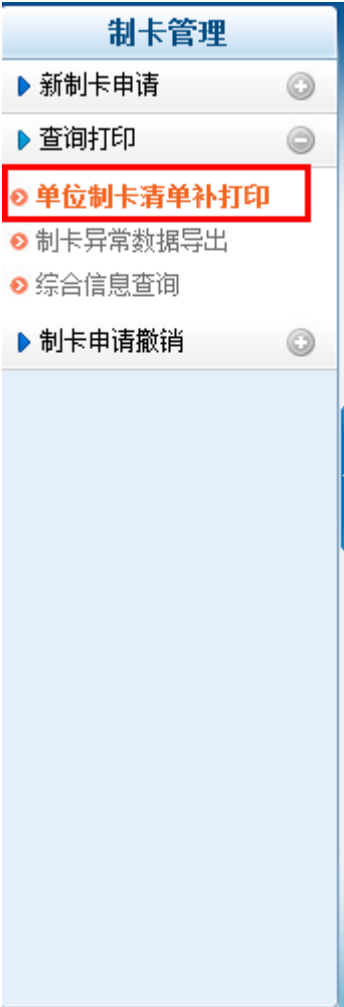 制卡管理
新制卡申请
查询打印
单位制卡清单补打印
制卡异常数据导出
综合信息查询
制卡申请撤销